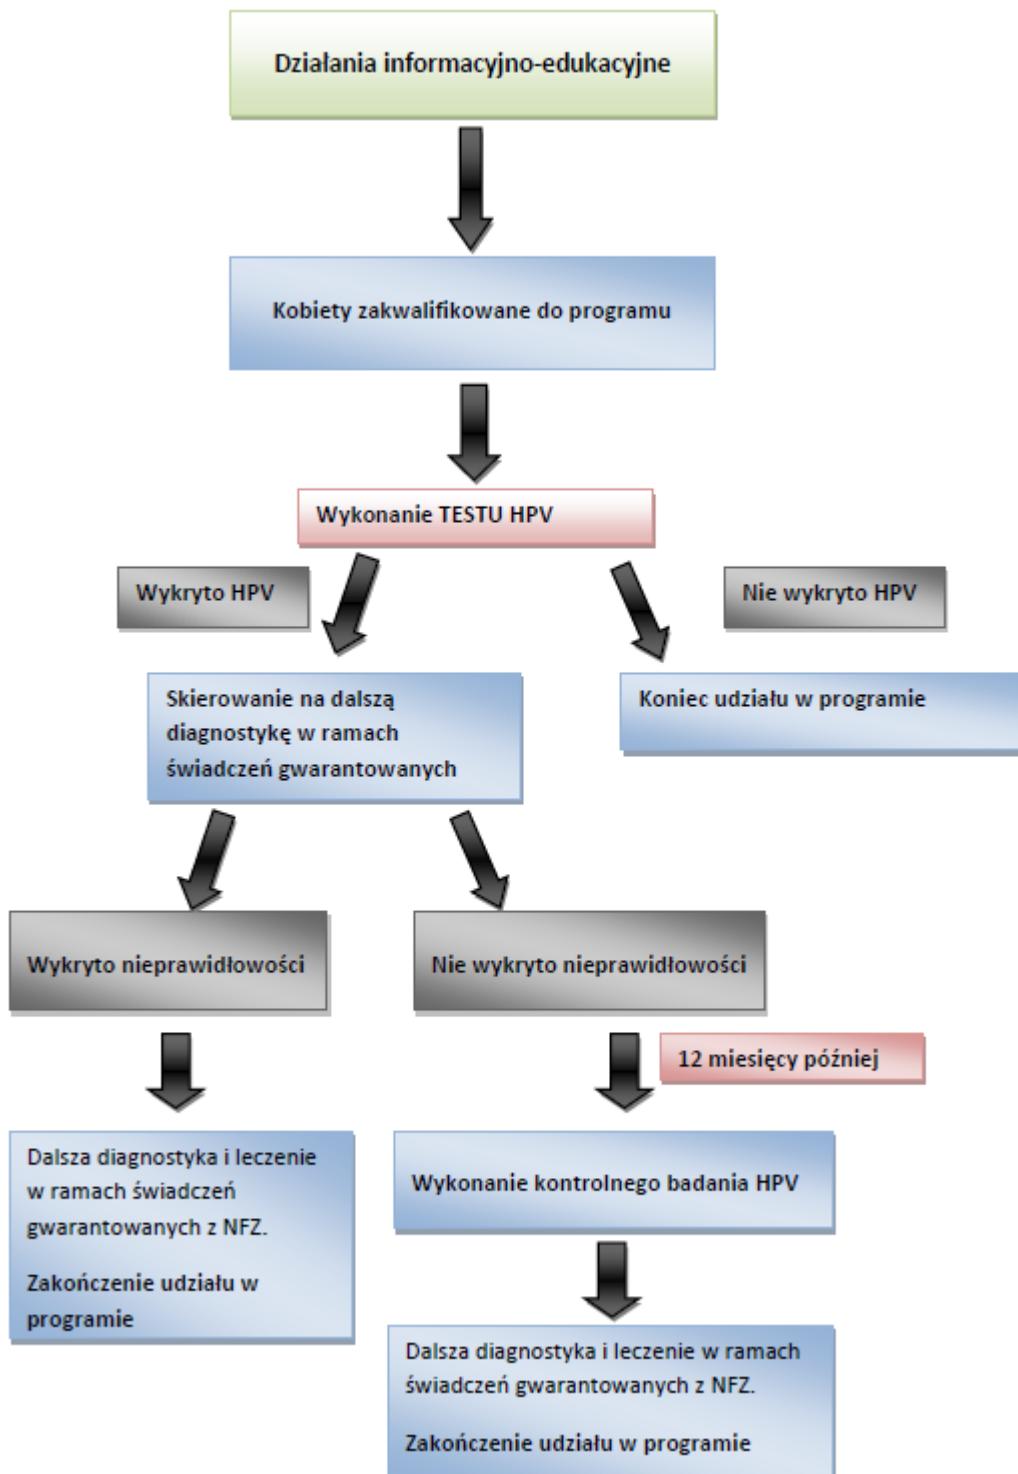 Działania informacyjno-edukacyjne
Kobiety zakwalifikowane do programu
Wykonanie TESTU HPV
Wykryto HPV
Nie wykryto HPV
Skierowanie na dalszą
diagnostykę w ramach
świadczeń gwarantowanych
Koniec udziału w programie
Wykryto nieprawidłowości
Nie wykryto nieprawidłowości
12 miesięcy później
Dalsza diagnostyka i leczenie
w ramach świadczeń
gwarantowanych z NFZ.
Zakończenie udziału w
programie
Wykonanie kontrolnego badania HPV
Dalsza diagnostyka i leczenie w ramach
świadczeń gwarantowanych z NFZ.
Zakończenie udziału w programie